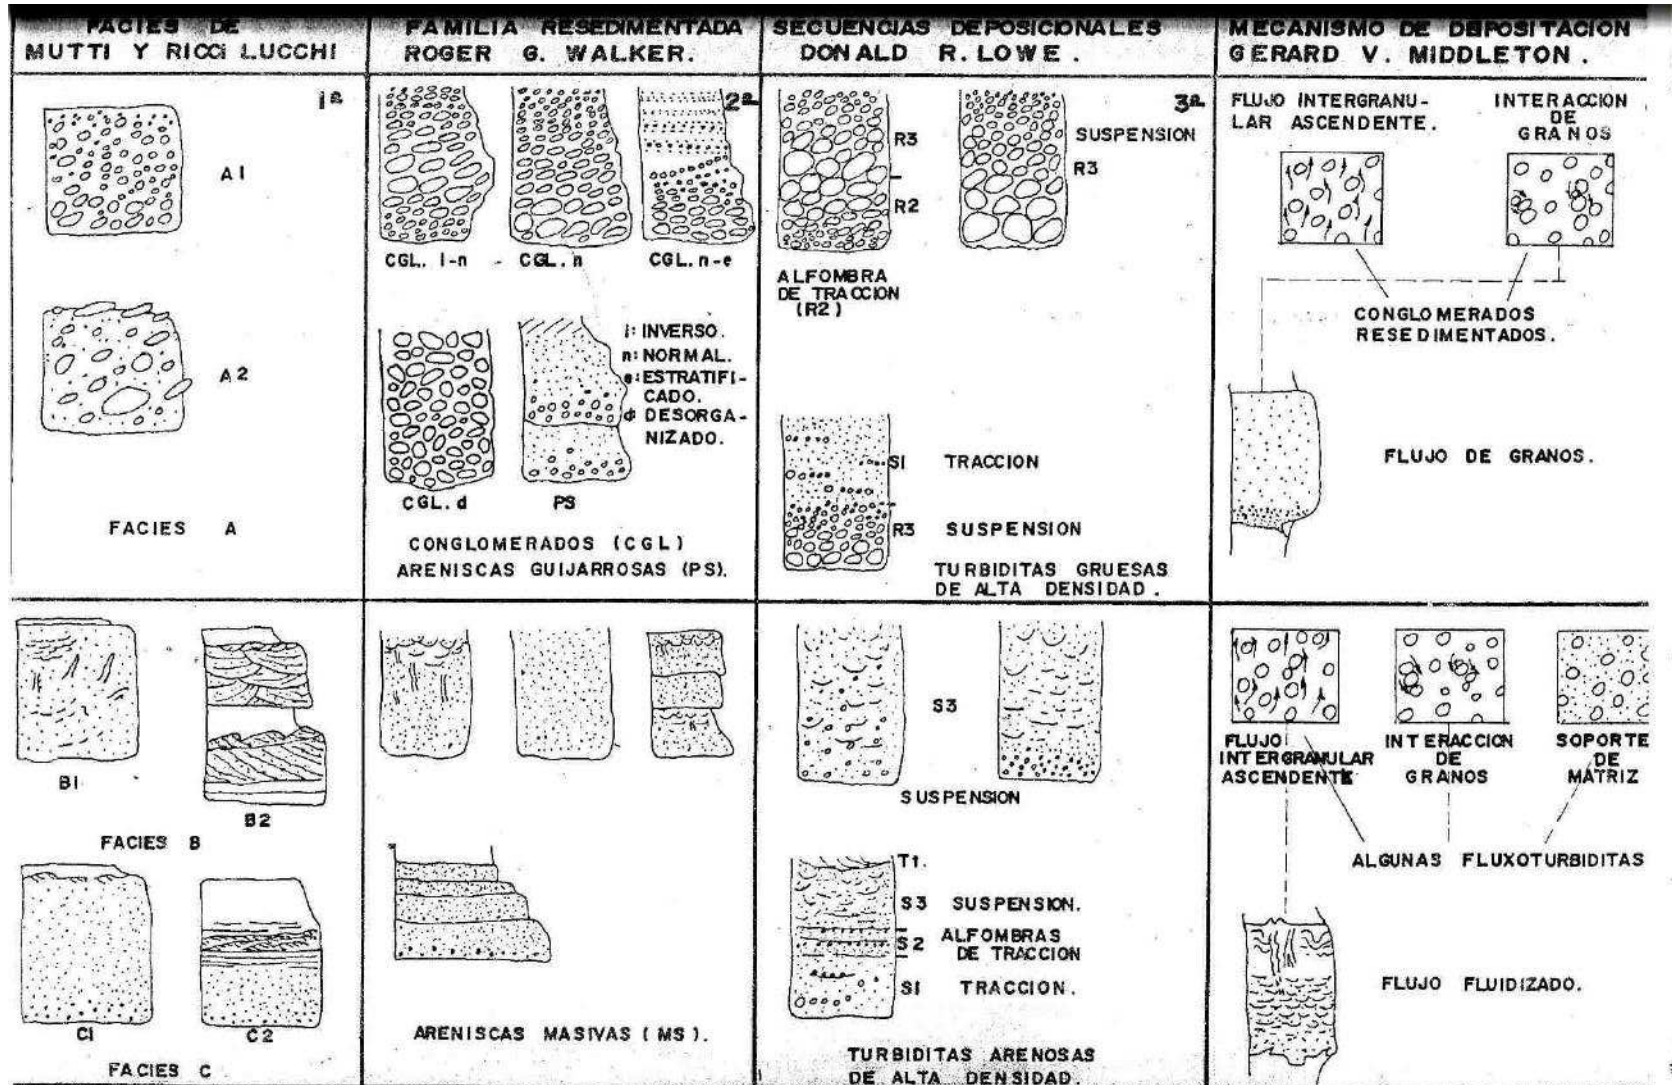 FACIES DE
MUTTI Y RICCI LUCCHI
FAMILIA RESEDIMENTADA
ROGER G. WALKER.
SECUENCIAS DEPOSICIONALES
DONALD R. LOWE.
MECANISMO DE DEPOSITACION
GERARD V. MIDDLETON.
1a
A1
A2
FACIES A
2a
CGL. i-n
CGL. n
CGL. n-e
i: INVERSO.
n: NORMAL.
e: ESTRATIFI-
CADO.
d: DESORGA-
NIZADO.
CGL. d
PS
CONGLOMERADOS (CGL)
ARENISCAS GUIJARROSAS (PS).
3a
R3
R2
SUSPENSION
R3
ALFOMBRA
DE TRACCION
(R2)
S1 TRACCION
R3 SUSPENSION
TURBIDITAS GRUESAS
DE ALTA DENSIDAD.
FLUJO INTERGRANU-
LAR ASCENDENTE.
INTERACCION
DE
GRANOS
CONGLOMERADOS
RESEDIMENTADOS.
FLUJO DE GRANOS.
B1
B2
FACIES B
C1
C2
FACIES C
ARENISCAS MASIVAS (MS).
S3
SUSPENSION
Tt.
S3 SUSPENSION.
S2 ALFOMBRAS
DE TRACCION
S1 TRACCION.
TURBIDITAS ARENOSAS
DE ALTA DENSIDAD.
FLUJO
INTERGRANULAR
ASCENDENTE
INTERACCION
DE
GRANOS
SOPORTE
DE
MATRIZ
ALGUNAS FLUXOTURBIDITAS
FLUJO FLUIDIZADO.